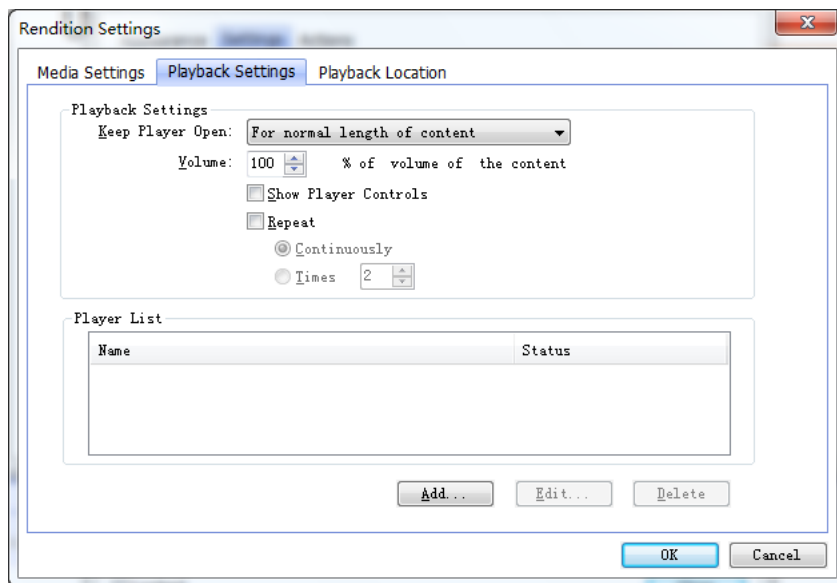 Rendition Settings
Settings
Media Settings Playback Settings Playback Location
Playback Settings
Keep Player Open: For normal length of content
Volume: 100 % of volume of the content
Show Player Controls
Repeat
Continuously
Times 2
Player List
Name Status
Add... Edit... Delete
OK Cancel